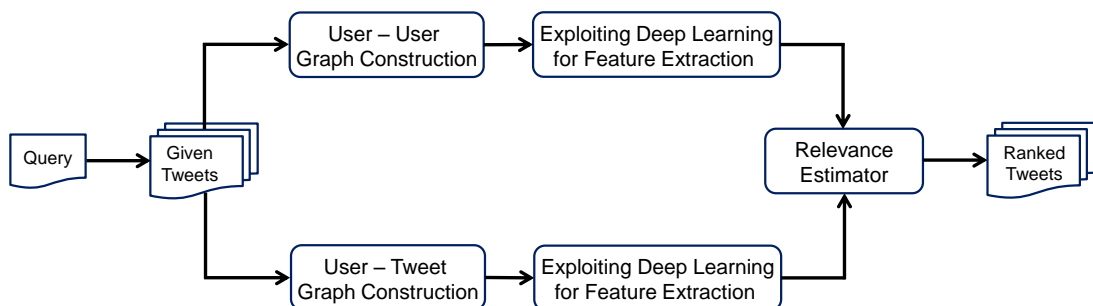 User – User
Graph Construction
Exploiting Deep Learning
for Feature Extraction
Query
Given
Tweets
Relevance
Estimator
Ranked
Tweets
User – Tweet
Graph Construction
Exploiting Deep Learning
for Feature Extraction